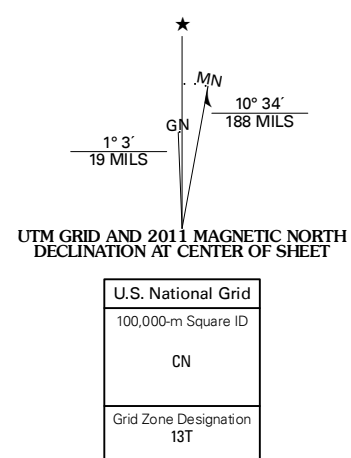 ★
MN
GN
10° 34´
188 MILS
1° 3´
19 MILS
UTM GRID AND 2011 MAGNETIC NORTH
DECLINATION AT CENTER OF SHEET
U.S. National Grid
100,000-m Square ID
CN
Grid Zone Designation
13T